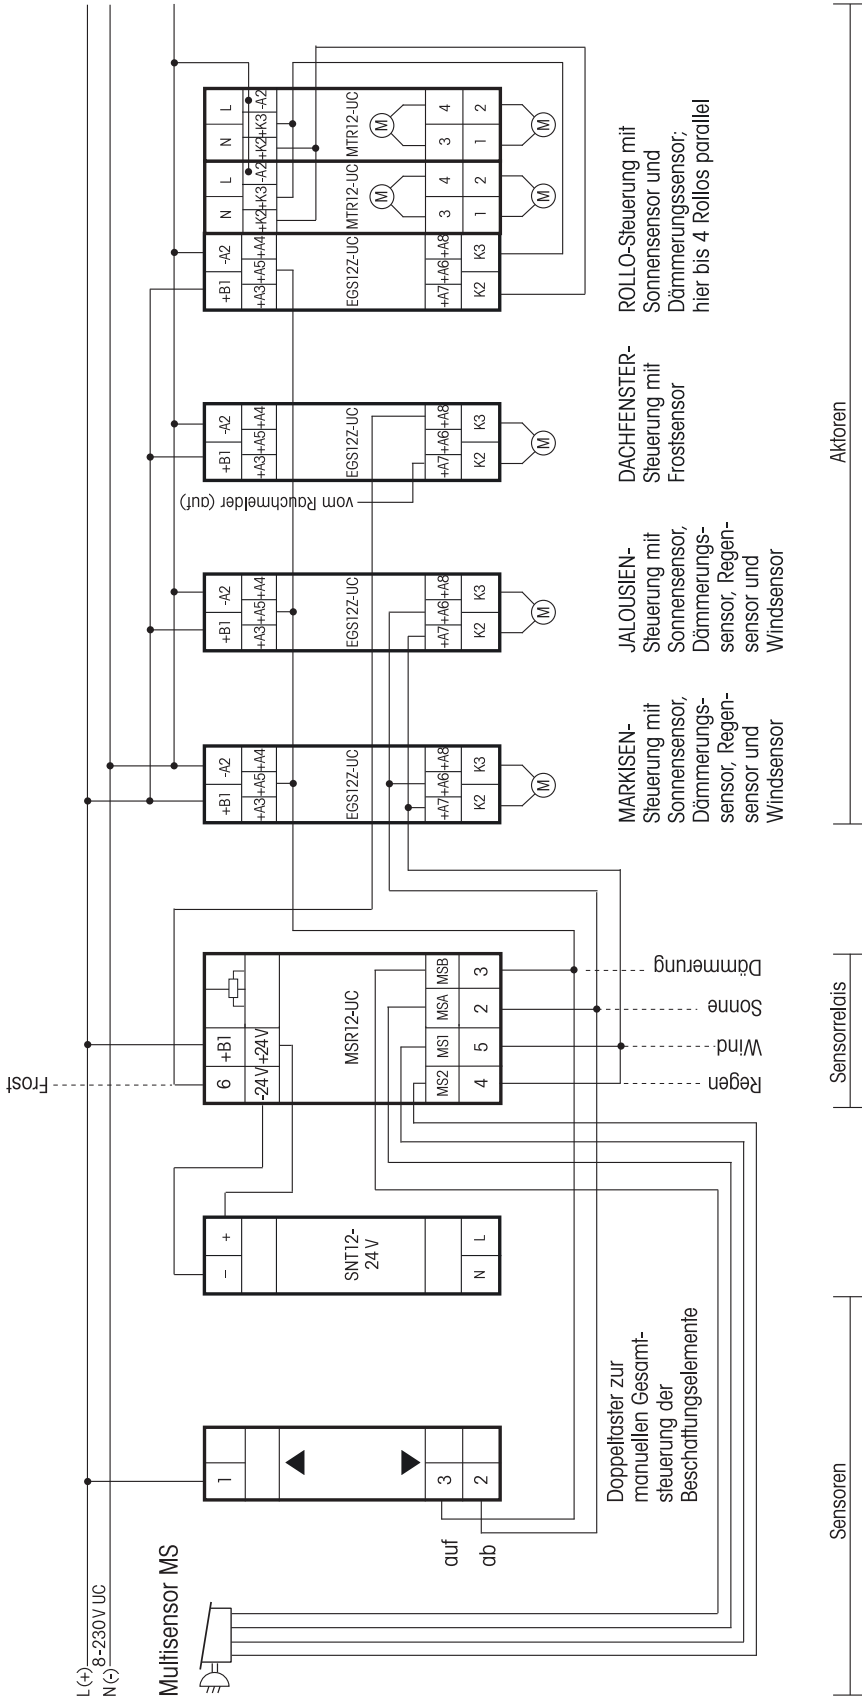 L(+)
8-230V UC
N(-)
Multisensor MS
1
3
2
auf
ab
Doppeltaster zur
manuellen Gesamt-
steuerung der
Beschattungselemente
Sensoren
–
+
SNT12-
24V
N
L
Frost
6
+B1
-24V
+24V
MSR12-UC
MS2
MS1
MSA
MSB
4
5
2
3
Regen
Wind
Sonne
Dämmerung
Sensorrelais
+B1
-A2
+A3+A5+A4
EGS12Z-UC
+A7+A6+A8
K2
K3
M
MARKISEN-
Steuerung mit
Sonnensensor,
Dämmerungs-
sensor, Regen-
sensor und
Windsensor
+B1
-A2
+A3+A5+A4
EGS12Z-UC
+A7+A6+A8
K2
K3
M
JALOUSIEN-
Steuerung mit
Sonnensensor,
Dämmerungs-
sensor, Regen-
sensor und
Windsensor
+B1
-A2
+A3+A5+A4
EGS12Z-UC
vom Rauchmelder (auf)
+A7+A6+A8
K2
K3
M
DACHFENSTER-
Steuerung mit
Frostsensor
+B1
-A2
+A3+A5+A4
EGS12Z-UC
+A7+A6+A8
K2
K3
N
L
+K2+K3-A2
MTR12-UC
M
3
4
1
2
M
N
L
+K2+K3-A2
MTR12-UC
M
3
4
1
2
M
ROLLO-Steuerung mit
Sonnensensor und
Dämmerungssensor;
hier bis 4 Rollos parallel
Aktoren